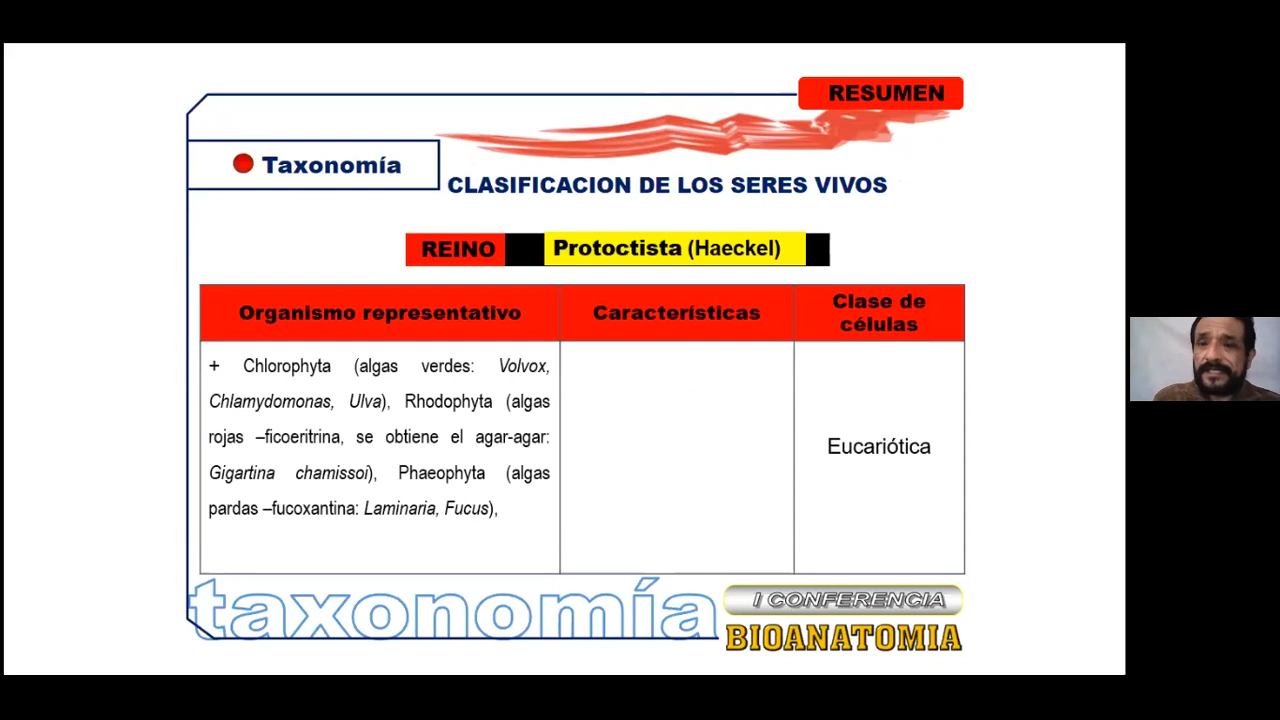 RESUMEN
Taxonomía
CLASIFICACION DE LOS SERES VIVOS
REINO Protoctista (Haeckel)
Organismo representativo
Características
Clase de
células
+ Chlorophyta (algas verdes: Volvox,
Chlamydomonas, Ulva), Rhodophyta (algas
rojas –ficoeritrina, se obtiene el agar-agar:
Gigartina chamissoi), Phaeophyta (algas
pardas –fucoxantina: Laminaria, Fucus),
Eucariótica
taxonomía
I CONFERENCIA
BIOANATOMIA